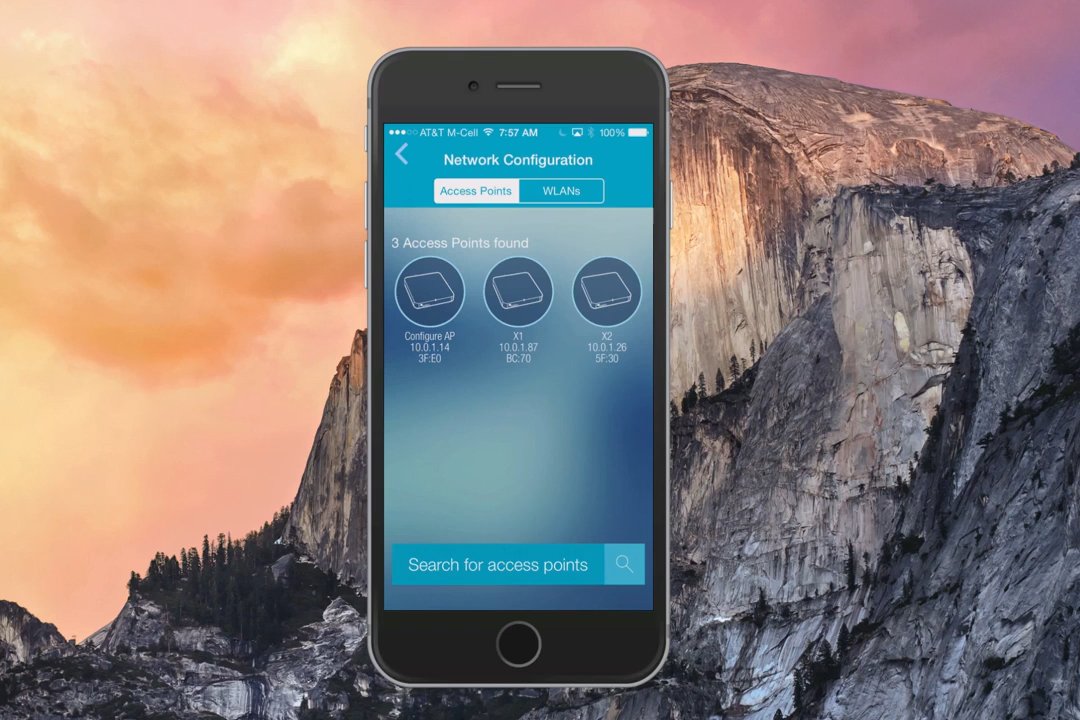 AT&T M-Cell 7:57 AM 100%
Network Configuration
Access Points WLANs
3 Access Points found
Configure AP
10.0.1.14
3F:E0
X1
10.0.1.87
BC:70
X2
10.0.1.26
5F:30
Search for access points